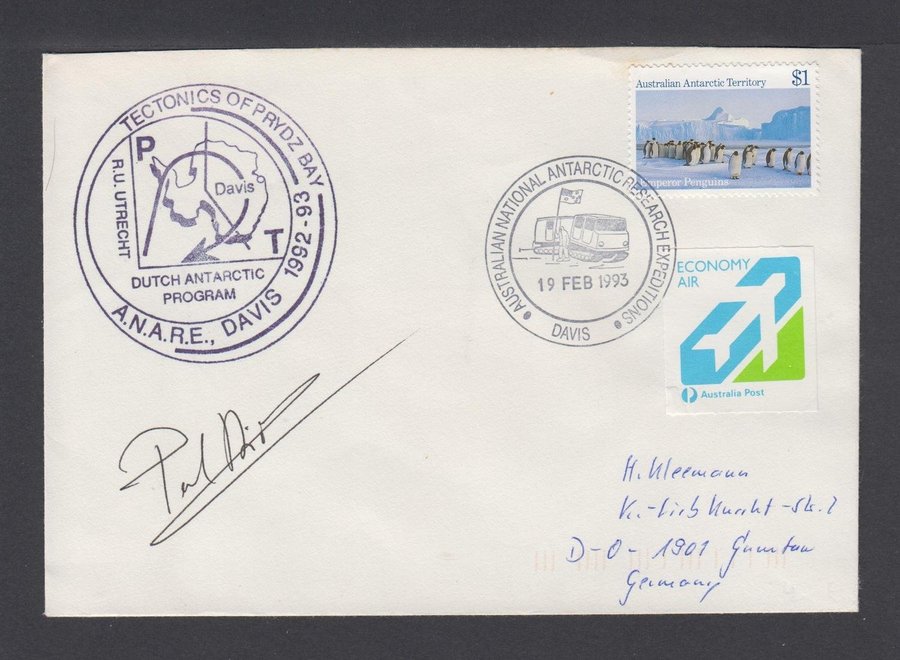 TECTONICS OF PRYDZ BAY
P
R.U. UTRECHT
Davis
T
DUTCH ANTARCTIC
PROGRAM
A.N.A.R.E., DAVIS 1992-93
Australian Antarctic Territory $1
Emperor Penguins
AUSTRALIAN NATIONAL ANTARCTIC RESEARCH EXPEDITIONS
19 FEB 1993
DAVIS
ECONOMY
AIR
Australia Post
H. Kleemann
D-O-1901
Germany